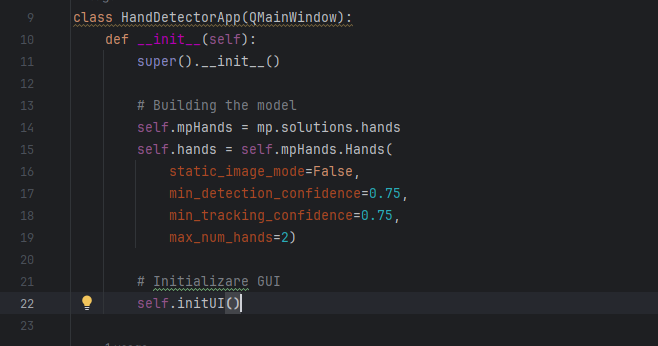 9 class HandDetectorApp(QMainWindow):
10 def __init__(self):
11 super().__init__()
12
13 # Building the model
14 self.mpHands = mp.solutions.hands
15 self.hands = self.mpHands.Hands(
16 static_image_mode=False,
17 min_detection_confidence=0.75,
18 min_tracking_confidence=0.75,
19 max_num_hands=2)
20
21 # Initializare GUI
22 self.initUI()
23